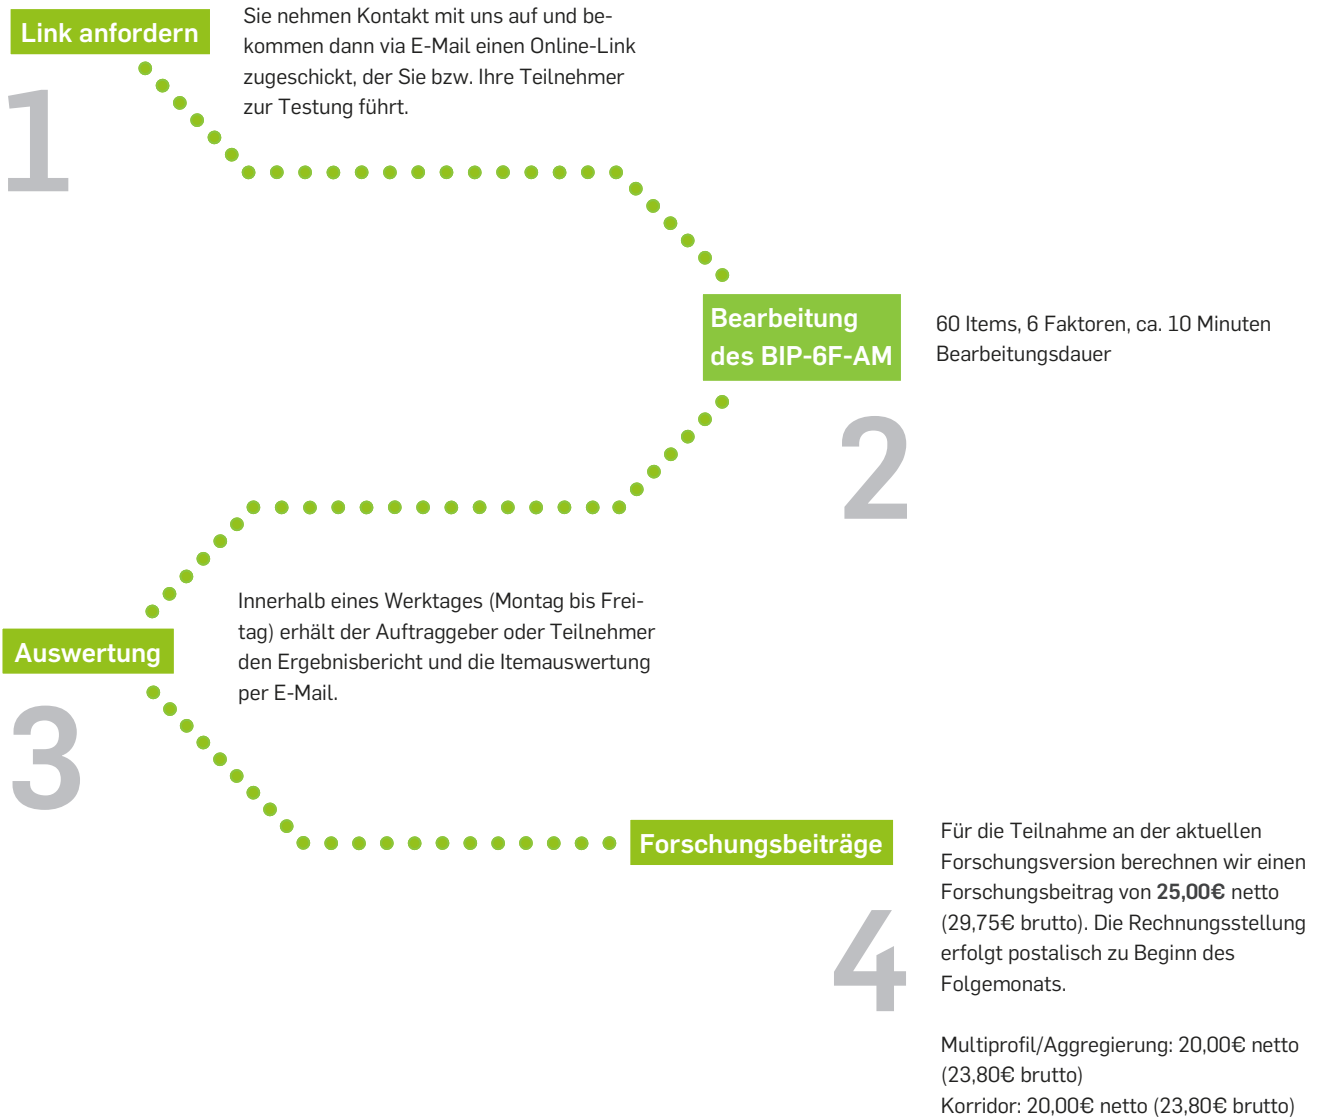 Link anfordern
1
Sie nehmen Kontakt mit uns auf und be-
kommen dann via E-Mail einen Online-Link
zugeschickt, der Sie bzw. Ihre Teilnehmer
zur Testung führt.
Bearbeitung
des BIP-6F-AM
2
60 Items, 6 Faktoren, ca. 10 Minuten
Bearbeitungsdauer
Auswertung
3
Innerhalb eines Werktages (Montag bis Frei-
tag) erhält der Auftraggeber oder Teilnehmer
den Ergebnisbericht und die Itemauswertung
per E-Mail.
Forschungsbeiträge
4
Für die Teilnahme an der aktuellen
Forschungsversion berechnen wir einen
Forschungsbeitrag von 25,00€ netto
(29,75€ brutto). Die Rechnungsstellung
erfolgt postalisch zu Beginn des
Folgemonats.
Multiprofil/Aggregierung: 20,00€ netto
(23,80€ brutto)
Korridor: 20,00€ netto (23,80€ brutto)